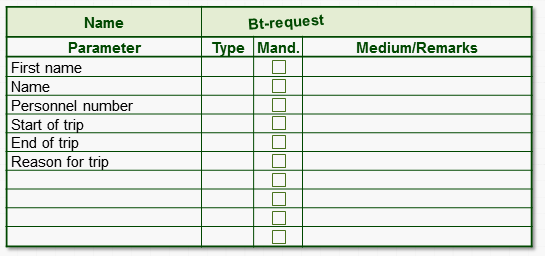 Name Bt-request
Parameter Type Mand. Medium/Remarks
First name
Name
Personnel number
Start of trip
End of trip
Reason for trip